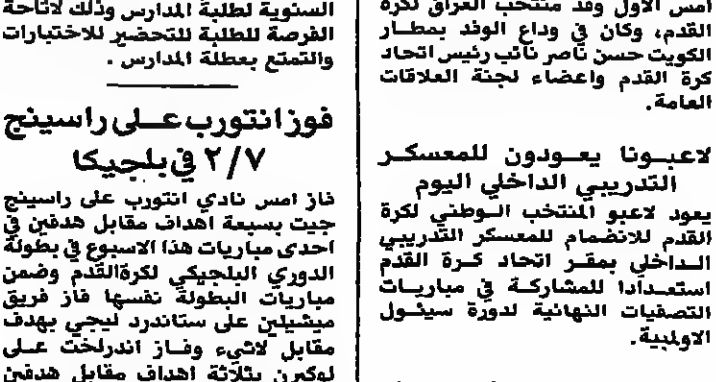 امس الاول وفد منتخب العراق لكرة
القدم، وكان في وداع الوفد بمطار
الكويت حسن ناصر نائب رئيس اتحاد
كرة القدم واعضاء لجنة العلاقات
العامة.
لاعبونا يعودون للمعسكر
التدريبي الداخلي اليوم
يعود لاعبو المنتخب الوطني لكرة
القدم للانضمام للمعسكر التدريبي
الداخلي بمقر اتحاد كرة القدم
استعدادا للمشاركة في مباريات
التصفيات النهائية لدورة سيئول
الاولمبية.
السنوية لطلبة المدارس وذلك لاتاحة
الفرصة للطلبة للتحضير للاختبارات
والتمتع بعطلة المدارس .
فوز انتورب على راسينج
٢/٧ في بلجيكا
فاز امس نادي انتورب على راسينج
جيت بسبعة اهداف مقابل هدفين في
احدى مباريات هذا الاسبوع في بطولة
الدوري البلجيكي لكرة القدم وضمن
مباريات البطولة نفسها فاز فريق
ميشيلين على ستاندرد ليجي بهدف
مقابل لاشيء وفاز اندرلخت على
لوكيرن بثلاثة اهداف مقابل هدفين